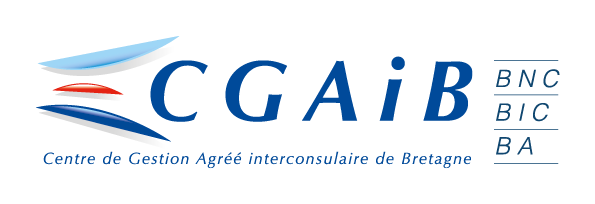 CGAiB
BNC
BIC
BA
Centre de Gestion Agréé interconsulaire de Bretagne